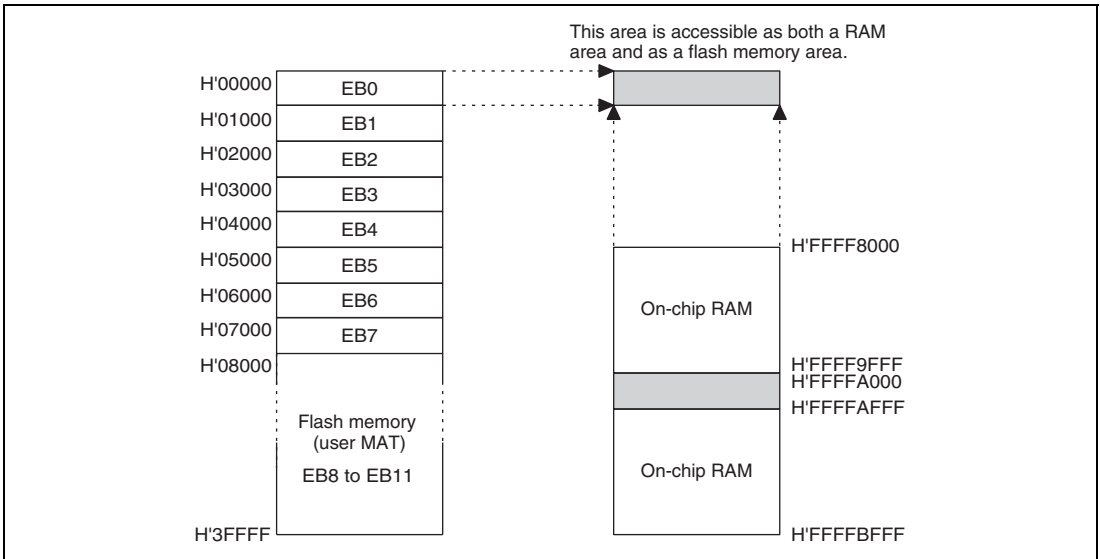 This area is accessible as both a RAM
area and as a flash memory area.
H'00000
EB0
H'01000
EB1
H'02000
EB2
H'03000
EB3
H'04000
EB4
H'05000
EB5
H'06000
EB6
H'07000
EB7
H'08000
Flash memory
(user MAT)
EB8 to EB11
H'3FFFF
H'FFFF8000
On-chip RAM
H'FFFF9FFF
H'FFFFA000
H'FFFFAFFF
On-chip RAM
H'FFFFBFFF